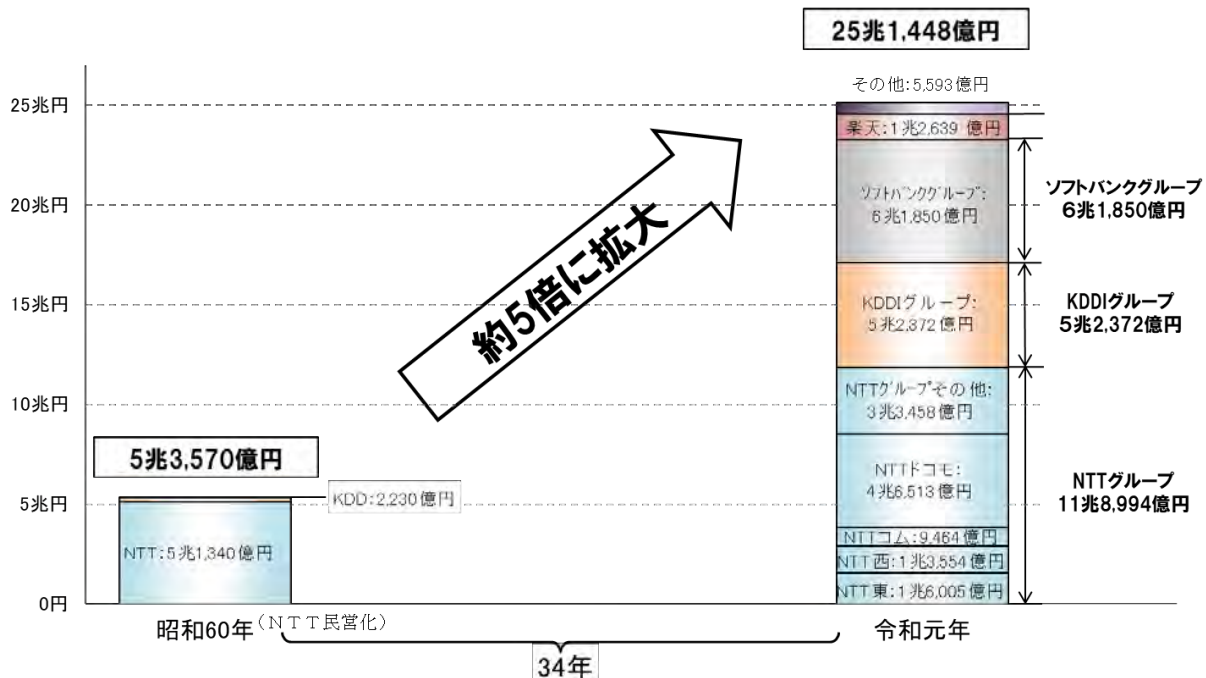 25兆1,448億円
その他:5,593億円
25兆円
楽天:1兆2,639億円
20兆円
ソフトバンクグループ:
6兆1,850億円
ソフトバンクグループ
6兆1,850億円
約5倍に拡大
15兆円
KDDIグループ:
5兆2,372億円
KDDIグループ
5兆2,372億円
10兆円
NTTグループその他:
3兆3,458億円
5兆3,570億円
NTTドコモ:
4兆6,513億円
NTTグループ
11兆8,994億円
5兆円
KDD:2,230億円
NTT:5兆1,340億円
NTTコム:9,464億円
NTT西:1兆3,554億円
NTT東:1兆6,005億円
0円
昭和60年(NTT民営化)
令和元年
34年